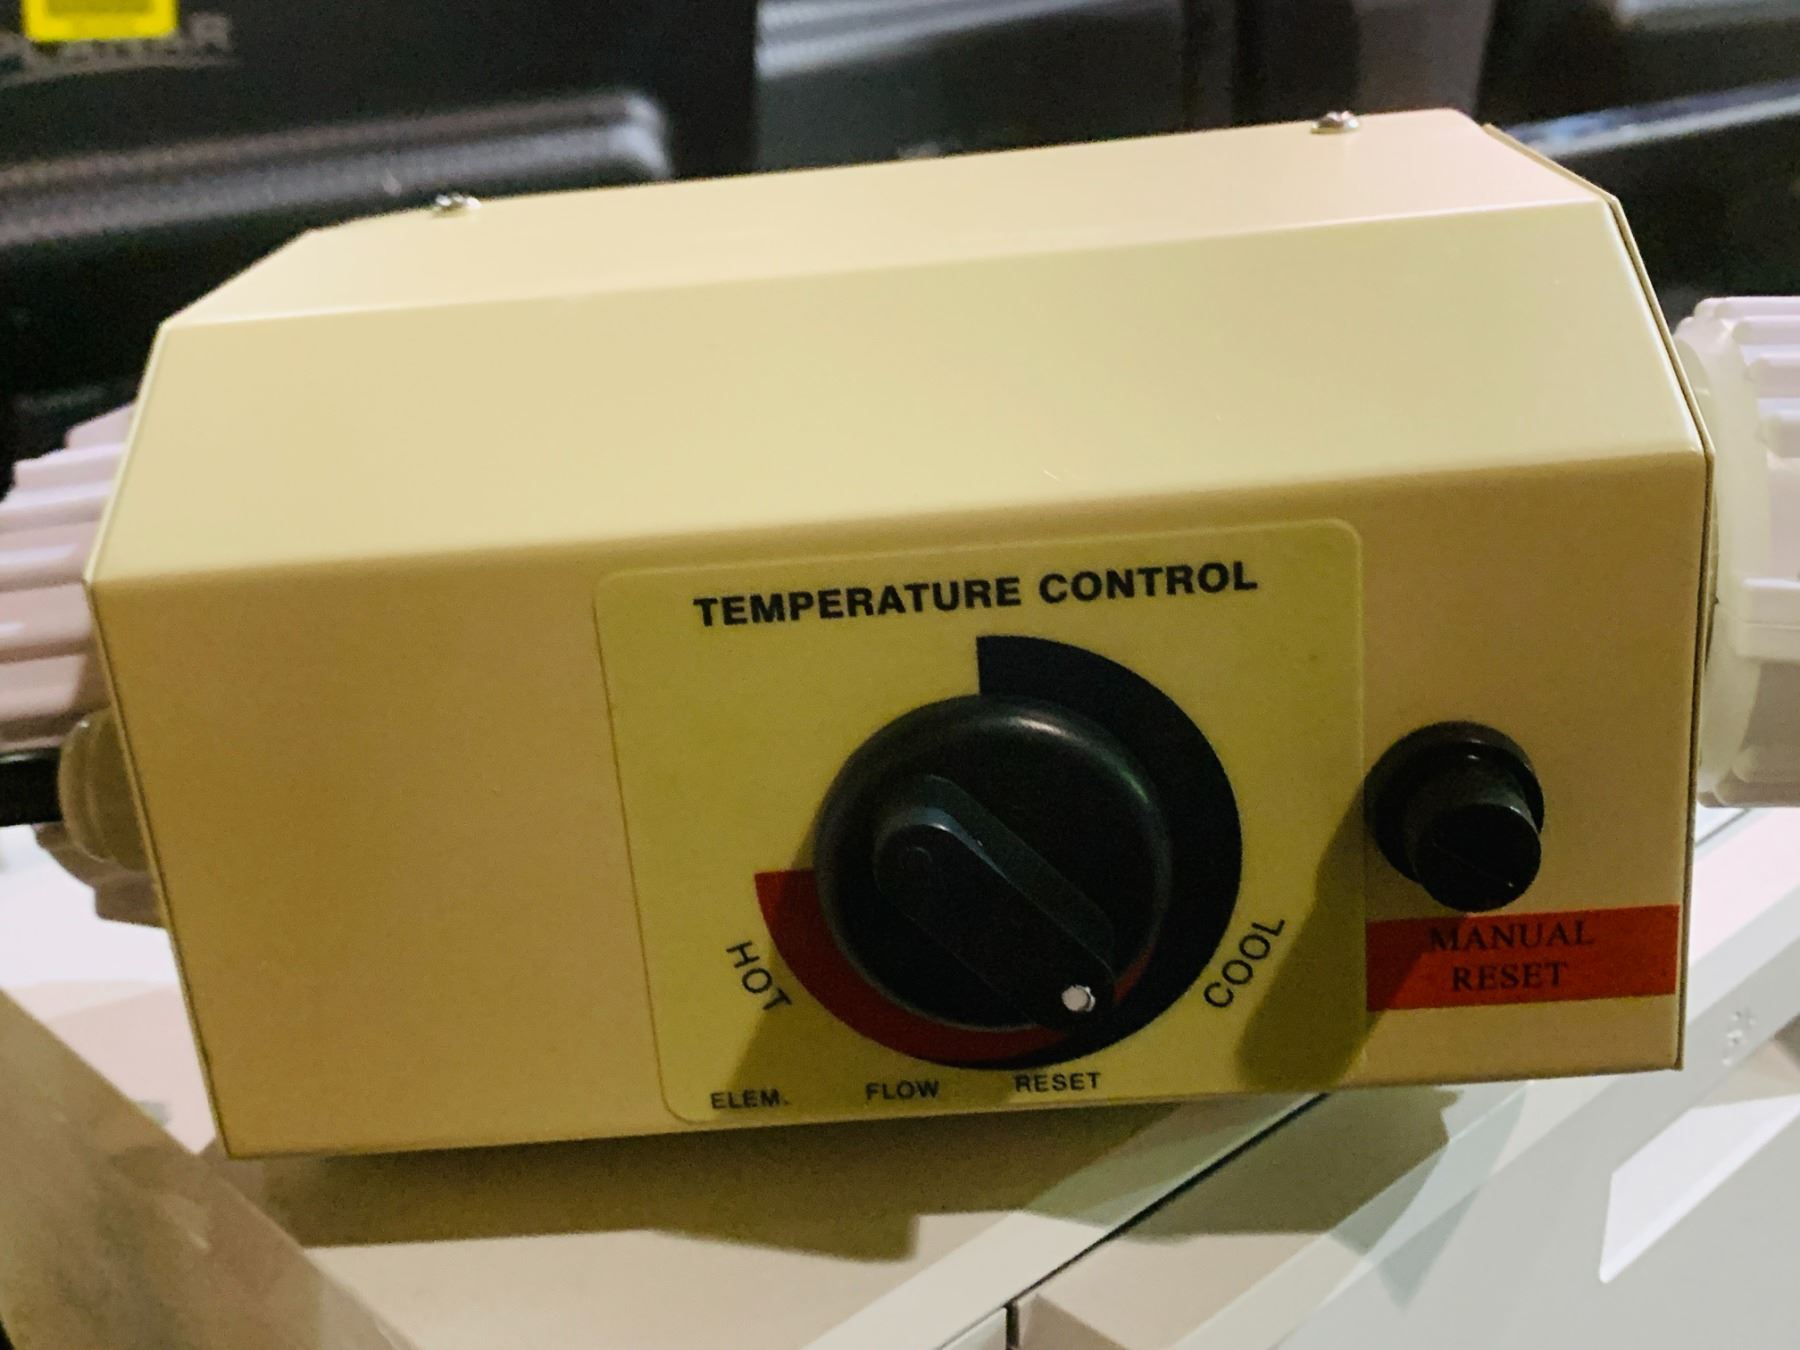 TEMPERATURE CONTROL
HOT
COOL
ELEM. FLOW RESET
MANUAL
RESET